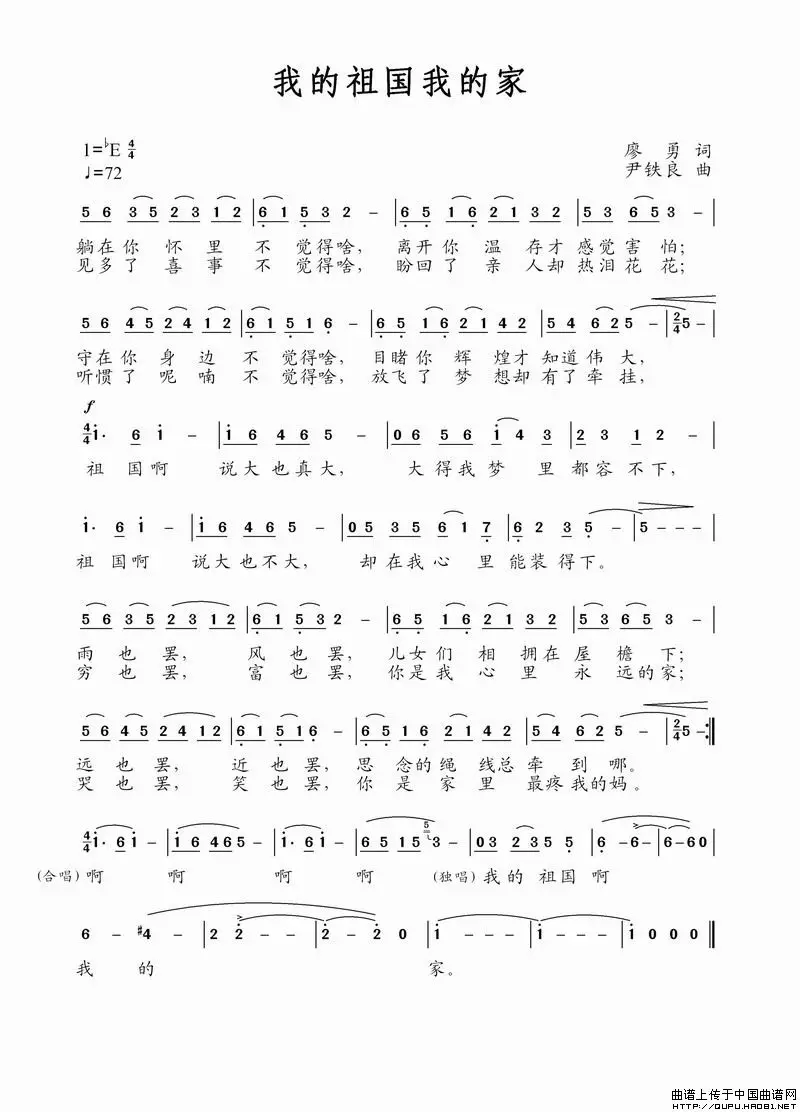 我的祖国我的家
1=♭E 4/4
♩=72
廖勇词
尹铁良曲
5 6 3 5 2 3 1 2 | 6 1 5 3 2 - | 6 5 1 6 2 1 3 2 | 5 3 6 5 3 - |
躺在你怀里不觉得啥，离开你温存才感觉害怕；
见多了喜事不觉得啥，盼回了亲人却热泪花花；
5 6 4 5 2 4 1 2 | 6 1 5 1 6 - | 6 5 1 6 2 1 4 2 | 5 4 6 2 5 - | 2/4 5 - |
守在你身边不觉得啥，目睹你辉煌才知道伟大，
听惯了呢喃不觉得啥，放飞了梦想却有了牵挂，
f
4/4 1· 6 1 - | 1 6 4 6 5 5 - | 0 6 5 6 1 4 3 | 2 3 1 2 - |
祖国啊说大也真大，大得我梦里都容不下，
1· 6 1 - | 1 6 4 6 5 - | 0 5 3 5 6 1 7 | 6 2 3 5 - | 5 - - - |
祖国啊说大也不大，却在我心里能装得下。
5 6 3 5 2 3 1 2 | 6 1 5 3 2 - | 6 5 1 6 2 1 3 2 | 5 3 6 5 3 - |
雨也罢，风也罢，儿女们相拥在屋檐下；
穷也罢，富也罢，你是我心里永远的家；
5 6 4 5 2 4 1 2 | 6 1 5 1 6 - | 6 5 1 6 2 1 4 2 | 5 4 6 2 5 - | 2/4 5 - :||
远也罢，近也罢，思念的绳线总牵到哪。
哭也罢，笑也罢，你是家里最疼我的妈。
4/4 1· 6 1 - | 1 6 4 6 5 - | 1· 6 1 - | 6 5 1 5 5 3 - | 0 3 2 3 5 5 | 6 - 6 - | 6 - 6 0 |
(合唱)啊啊啊啊(独唱)我的祖国啊
6 - #4 - | 2 2 - - | 2 - 2 0 | 1 - - - | 1 - - - | 1 0 0 0 ||
我的家。
曲谱上传于中国曲谱网
HTTP://QUPU.HAO81.NET